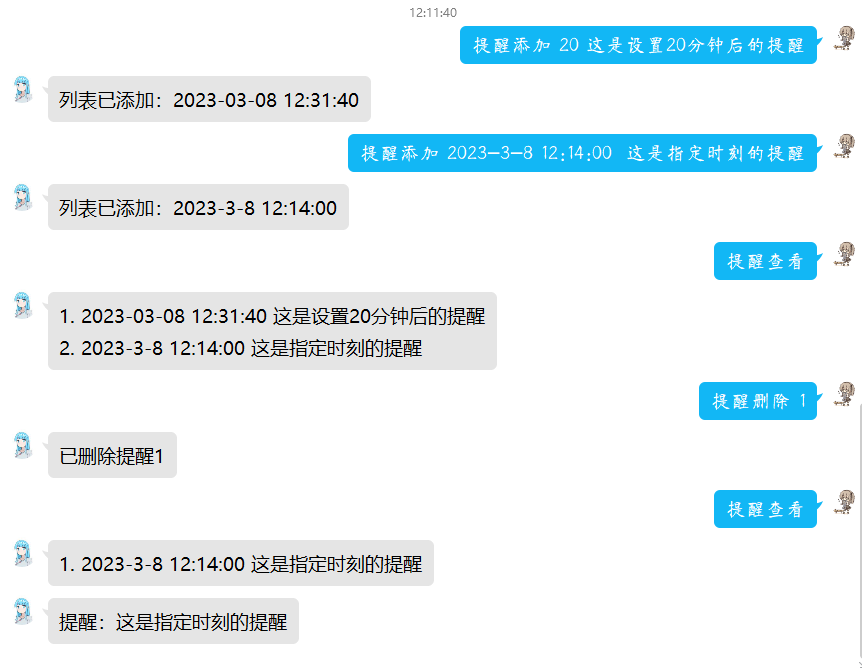 12:11:40
提醒添加 20 这是设置20分钟后的提醒
列表已添加：2023-03-08 12:31:40
提醒添加 2023-3-8 12:14:00  这是指定时刻的提醒
列表已添加：2023-3-8 12:14:00
提醒查看
1. 2023-03-08 12:31:40 这是设置20分钟后的提醒
2. 2023-3-8 12:14:00 这是指定时刻的提醒
提醒删除 1
已删除提醒1
提醒查看
1. 2023-3-8 12:14:00 这是指定时刻的提醒
提醒：这是指定时刻的提醒